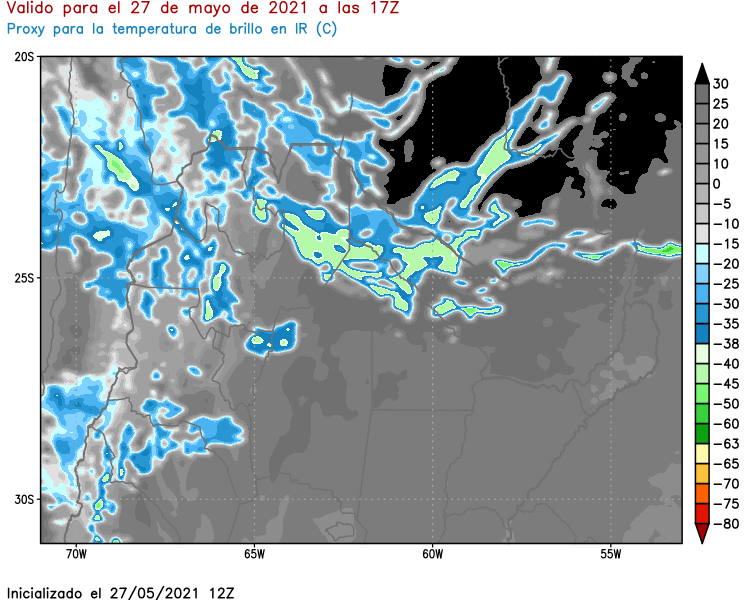 Valido para el 27 de mayo de 2021 a las 17Z
Proxy para la temperatura de brillo en IR (C)
20S
25S
30S
70W
65W
60W
55W
30
25
20
15
10
0
−5
−10
−15
−20
−25
−30
−35
−38
−40
−45
−50
−60
−63
−65
−70
−75
−80
Inicializado el 27/05/2021 12Z